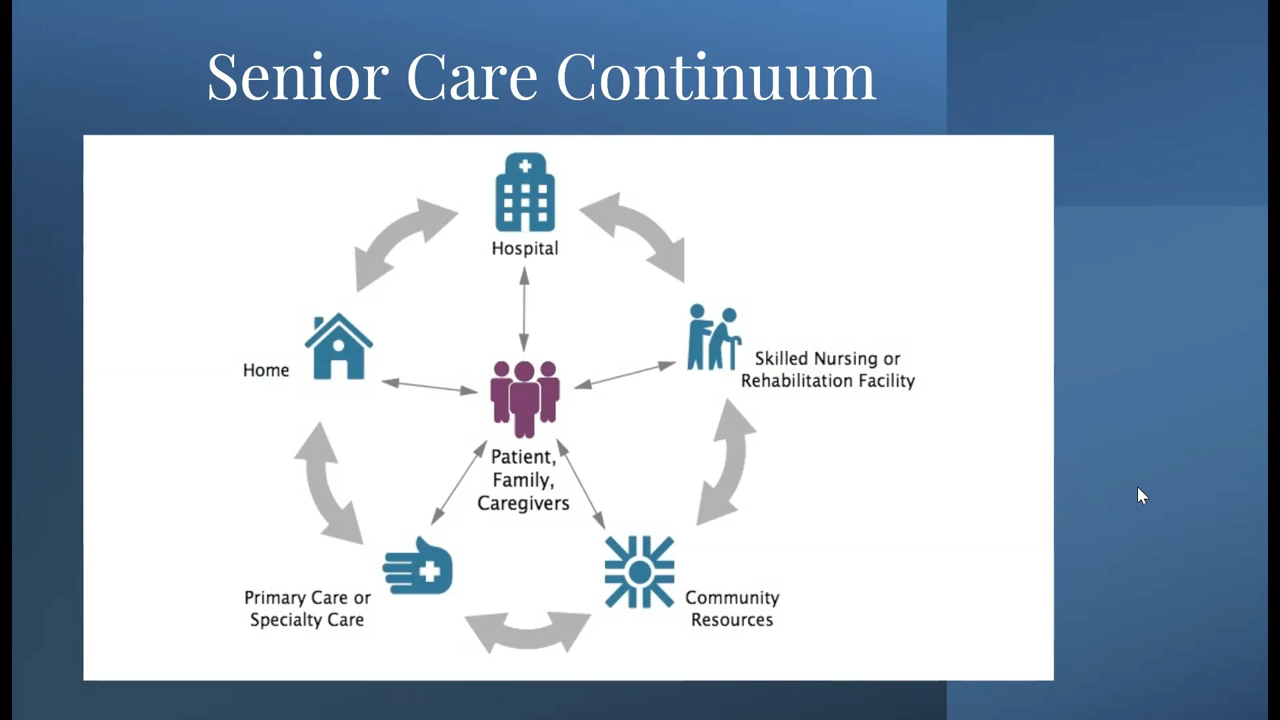 Senior Care Continuum
Hospital
Home
Skilled Nursing or
Rehabilitation Facility
Patient,
Family,
Caregivers
Primary Care or
Specialty Care
Community
Resources